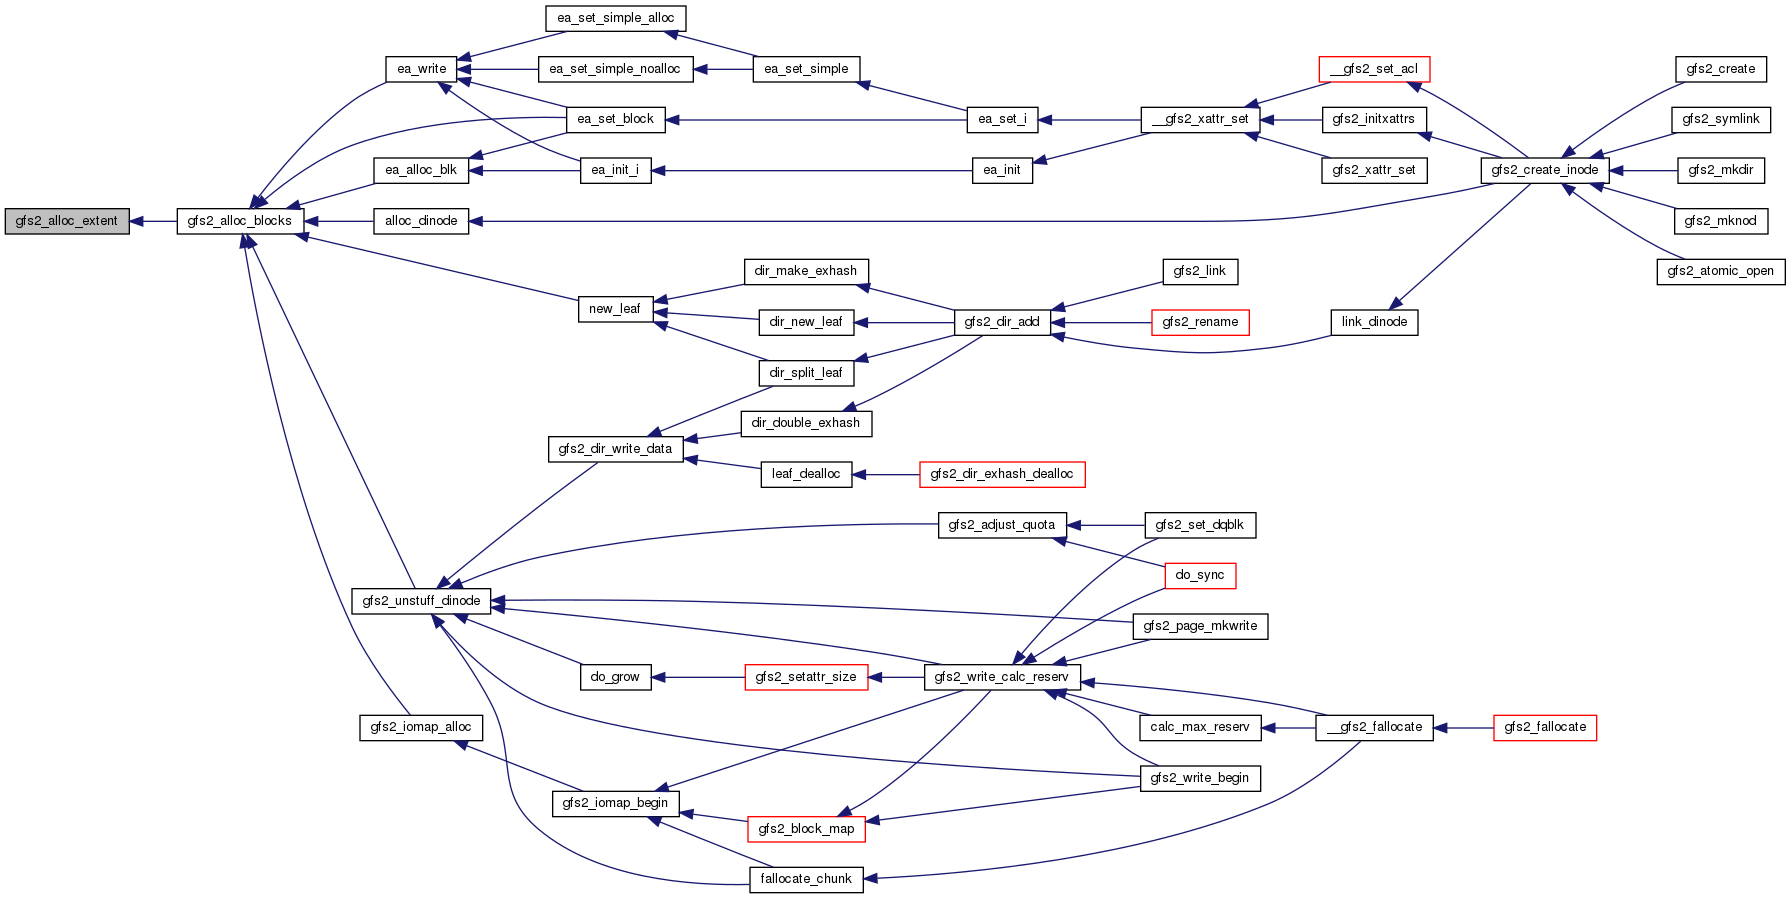 ea_set_simple_alloc
ea_write
ea_set_simple_noalloc
ea_set_simple
__gfs2_set_acl
gfs2_create
ea_set_block
ea_set_i
__gfs2_xattr_set
gfs2_initxattrs
gfs2_symlink
ea_alloc_blk
ea_init_i
ea_init
gfs2_xattr_set
gfs2_create_inode
gfs2_mkdir
gfs2_alloc_extent
gfs2_alloc_blocks
alloc_dinode
gfs2_mknod
dir_make_exhash
gfs2_link
gfs2_atomic_open
new_leaf
dir_new_leaf
gfs2_dir_add
gfs2_rename
link_dinode
dir_split_leaf
dir_double_exhash
gfs2_dir_write_data
leaf_dealloc
gfs2_dir_exhash_dealloc
gfs2_adjust_quota
gfs2_set_dqblk
do_sync
gfs2_unstuff_dinode
gfs2_page_mkwrite
do_grow
gfs2_setattr_size
gfs2_write_calc_reserv
gfs2_iomap_alloc
calc_max_reserv
__gfs2_fallocate
gfs2_fallocate
gfs2_write_begin
gfs2_iomap_begin
gfs2_block_map
fallocate_chunk